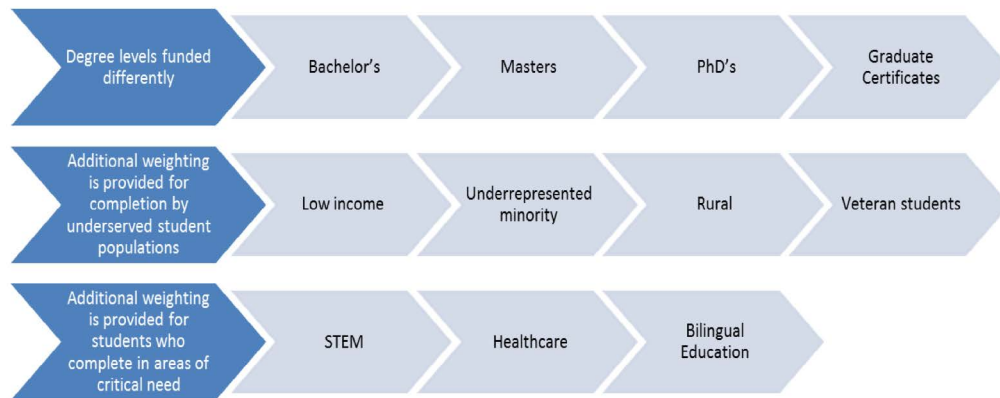 Degree levels funded
differently
Bachelor's
Masters
PhD's
Graduate
Certificates
Additional weighting
is provided for
completion by
underserved student
populations
Low income
Underrepresented
minority
Rural
Veteran students
Additional weighting
is provided for
students who
complete in areas of
critical need
STEM
Healthcare
Bilingual
Education